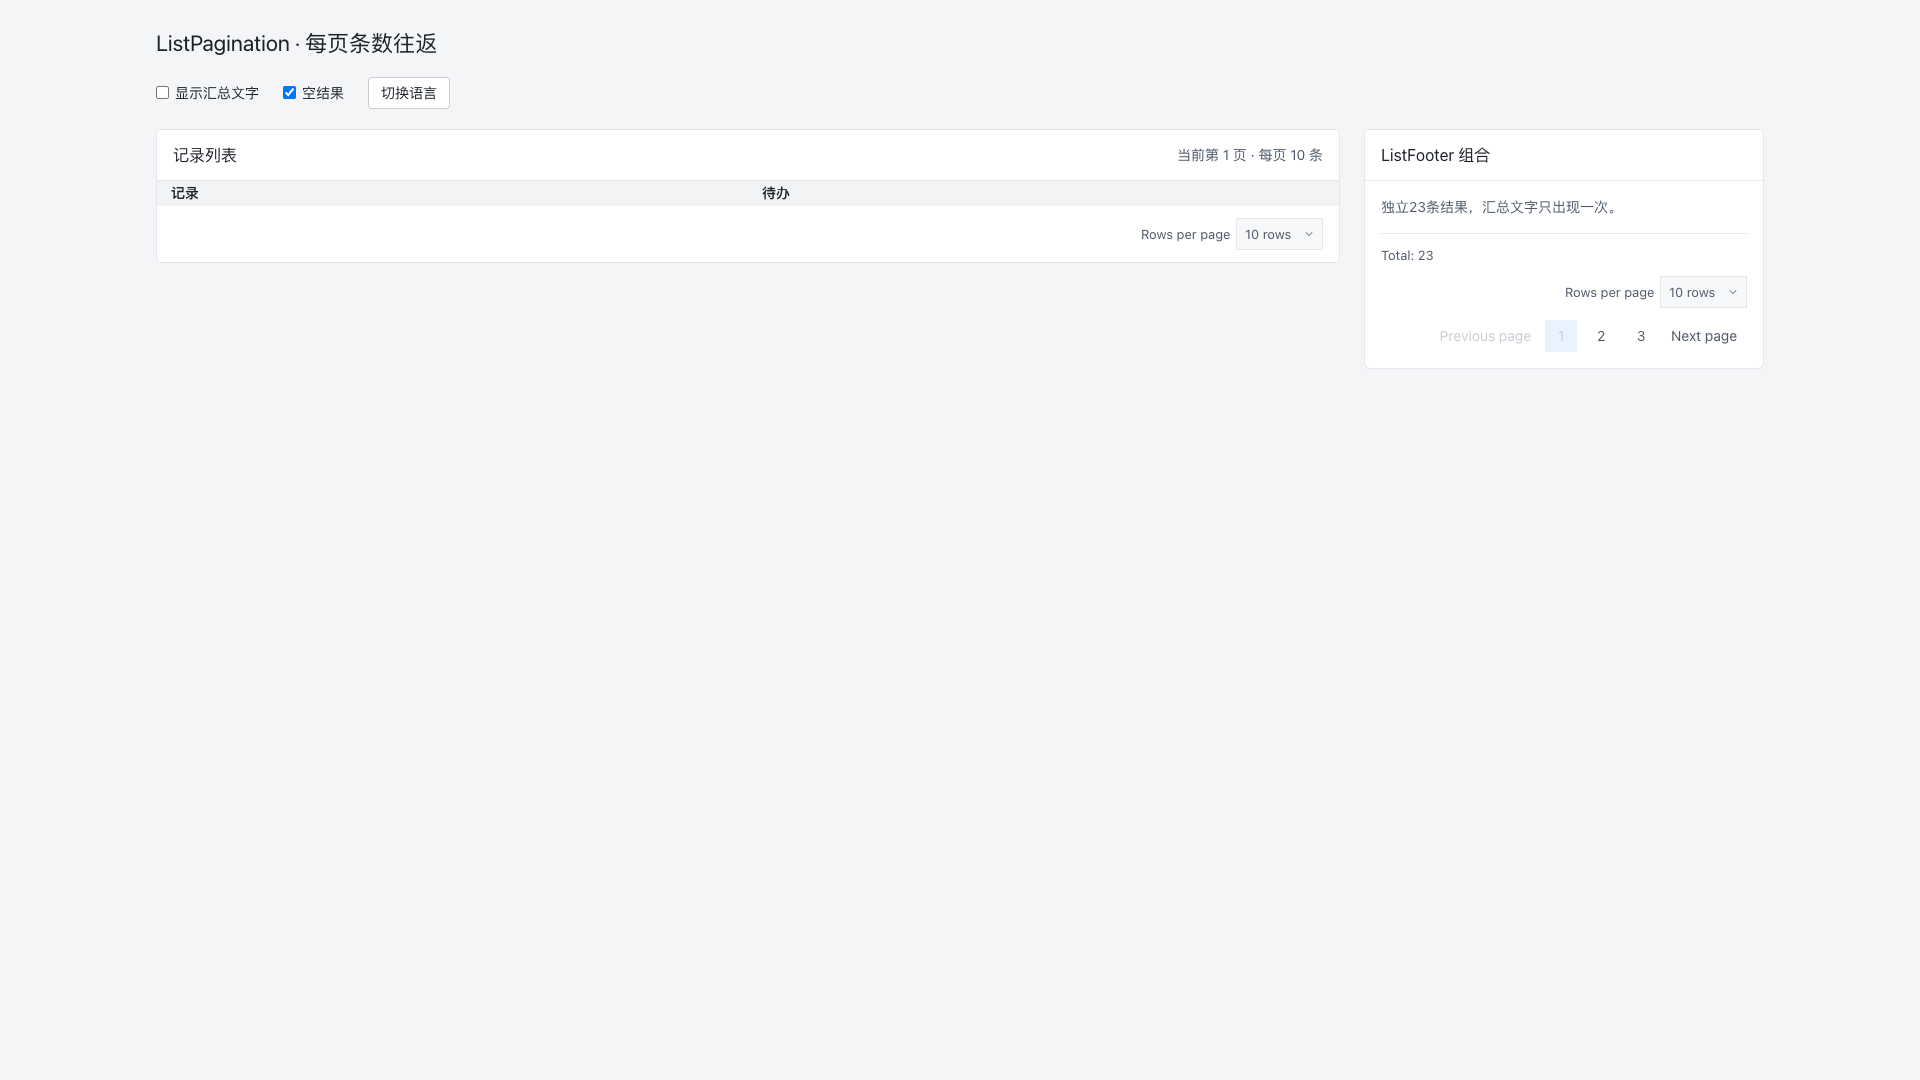 ListPagination · 每页条数往返
显示汇总文字 空结果 切换语言
记录列表 当前第 1 页 · 每页 10 条
记录 待办
Rows per page 10 rows
ListFooter 组合
独立23条结果，汇总文字只出现一次。
Total: 23
Rows per page 10 rows
Previous page 1 2 3 Next page